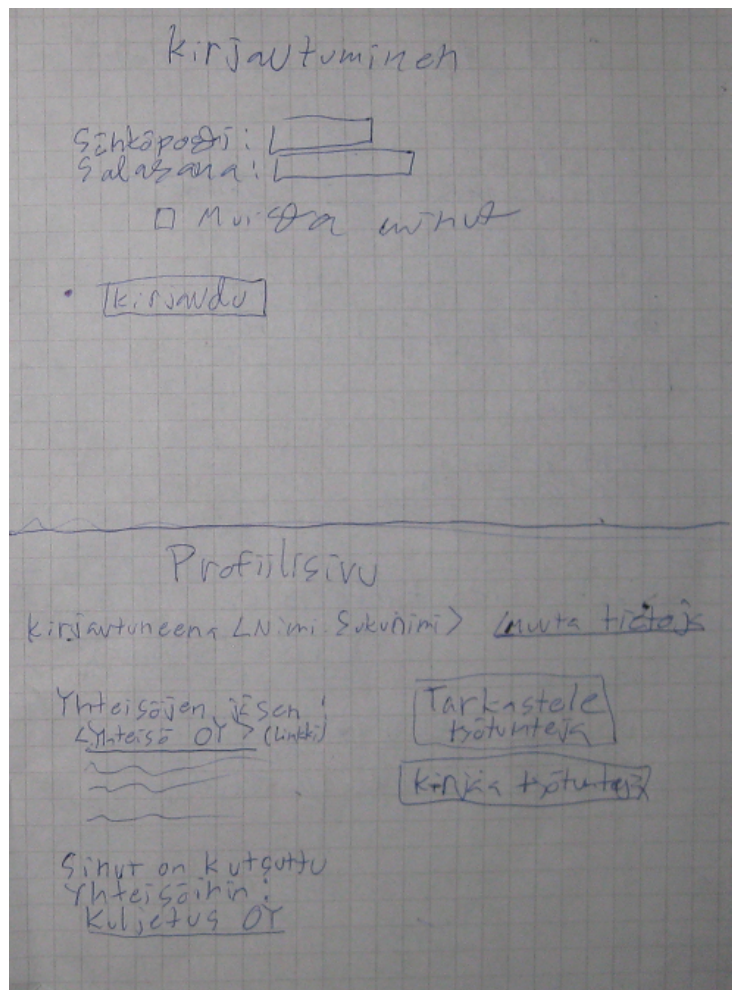 Kirjautuminen
Sähköposti:
Salasana:
Muista minut
Kirjaudu
Profiilisivu
Kirjautuneena <Nimi Sukunimi> Muuta tietoja
Yhteisöjen jäsen:
<Yhteisö OY> (Linkki)
Tarkastele
työtunteja
Kirjaa työtunteja
Sinut on kutsuttu
Yhteisöihin:
Kuljetus OY